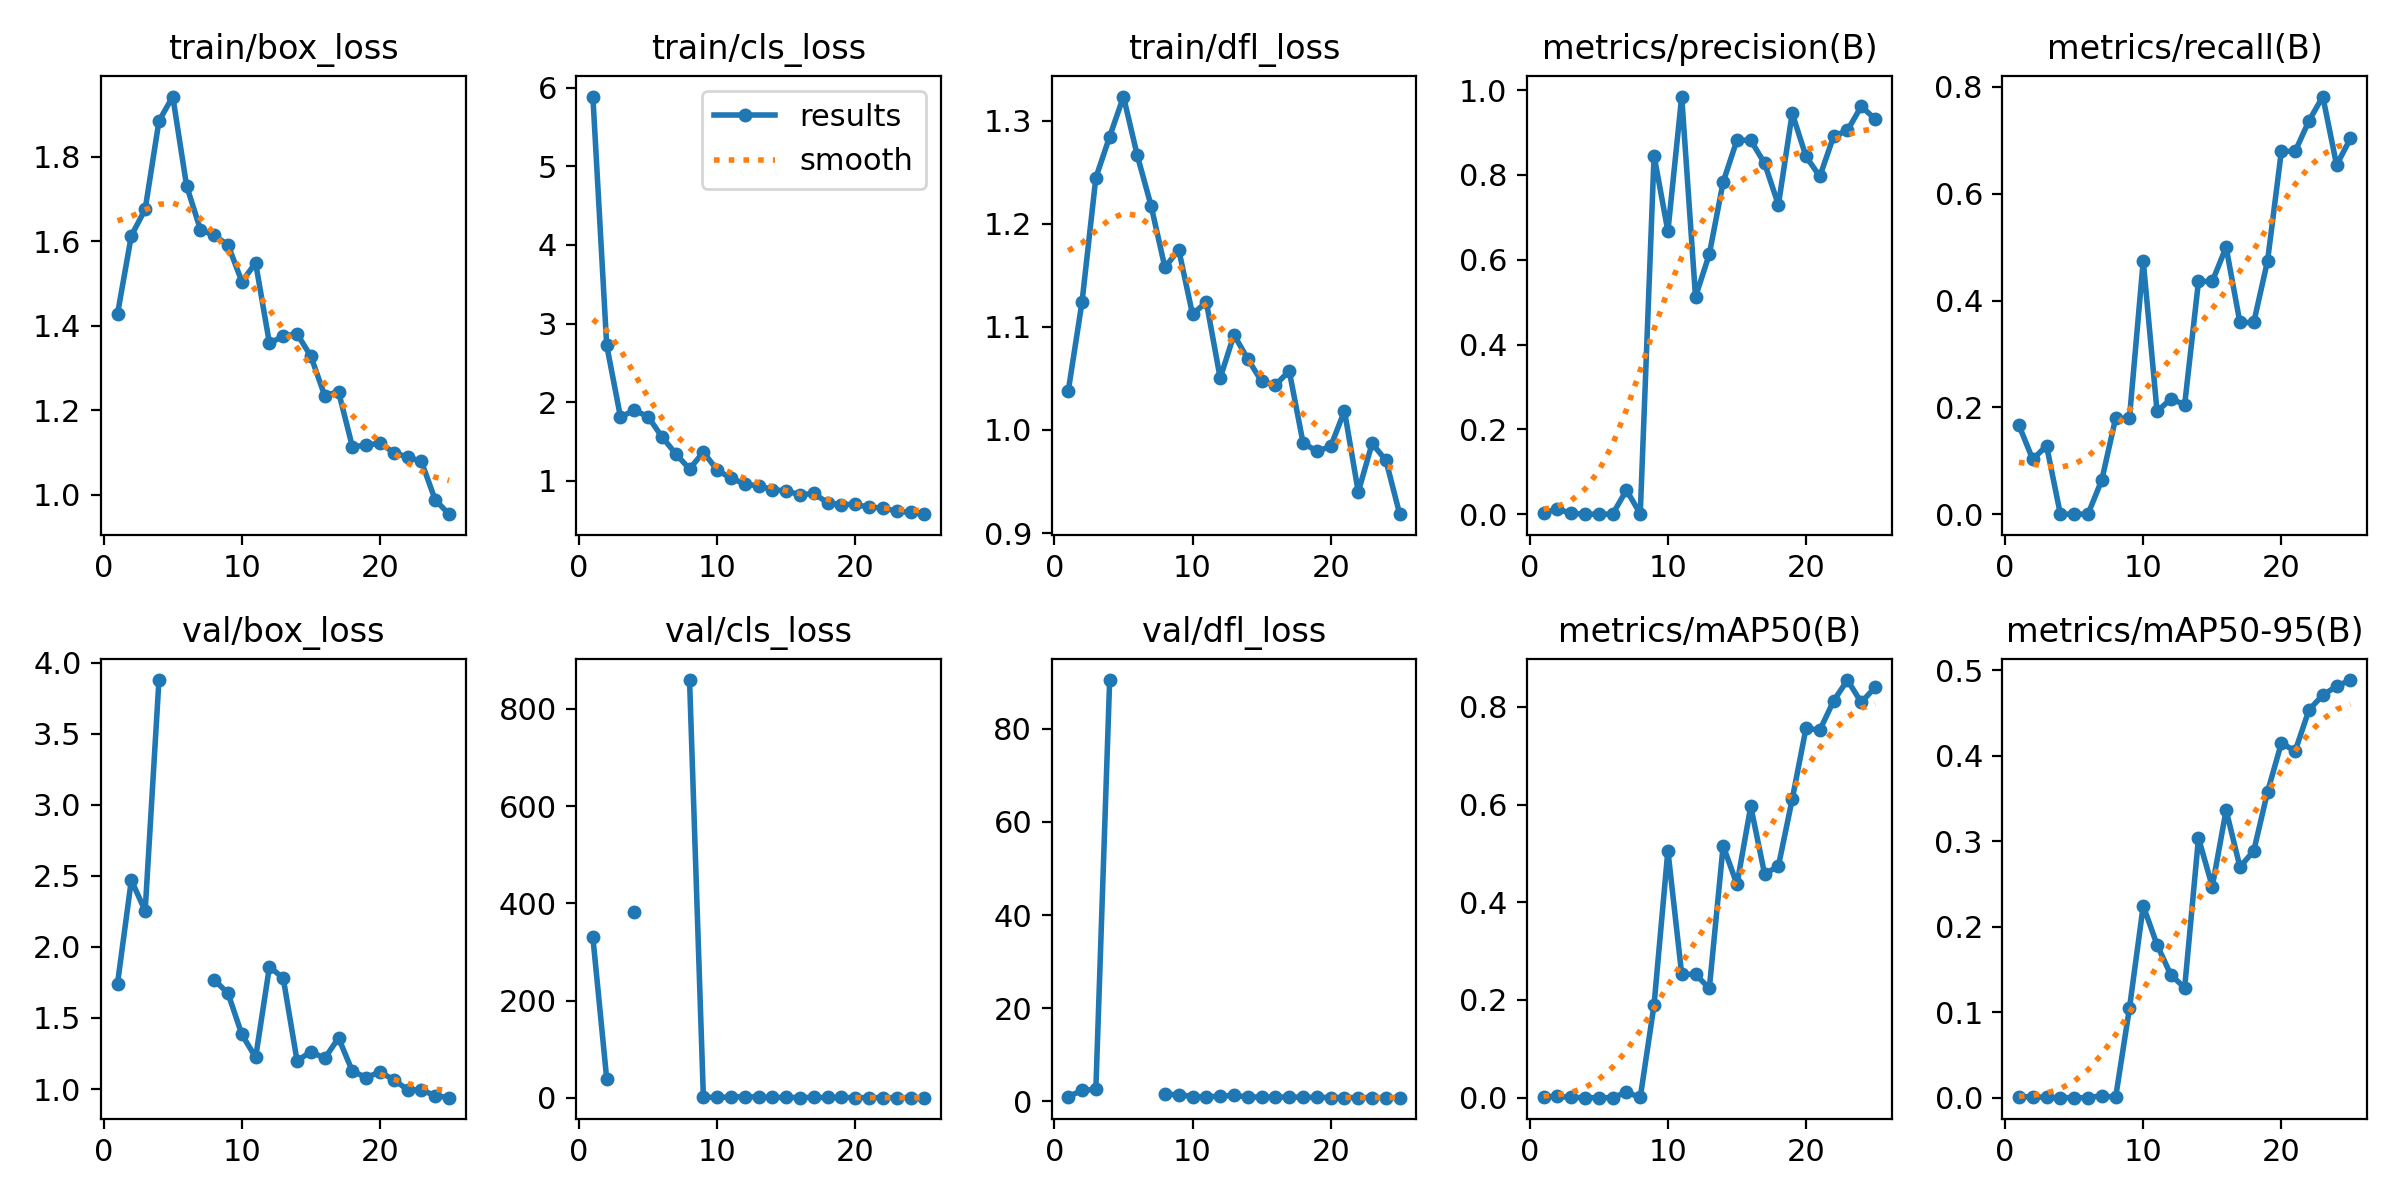 train/box_loss
1.8
1.6
1.4
1.2
1.0
0 10 20
train/cls_loss
results
smooth
6
5
4
3
2
1
0 10 20
train/dfl_loss
1.3
1.2
1.1
1.0
0.9
0 10 20
metrics/precision(B)
1.0
0.8
0.6
0.4
0.2
0.0
0 10 20
metrics/recall(B)
0.8
0.6
0.4
0.2
0.0
0 10 20
val/box_loss
4.0
3.5
3.0
2.5
2.0
1.5
1.0
0 10 20
val/cls_loss
800
600
400
200
0
0 10 20
val/dfl_loss
80
60
40
20
0
0 10 20
metrics/mAP50(B)
0.8
0.6
0.4
0.2
0.0
0 10 20
metrics/mAP50-95(B)
0.5
0.4
0.3
0.2
0.1
0.0
0 10 20